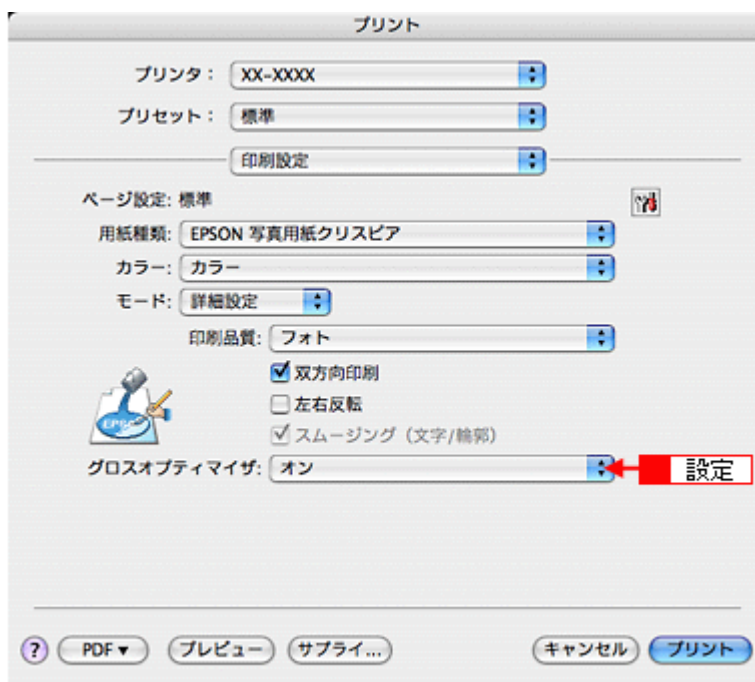 プリント
プリンタ： XX-XXXX
プリセット： 標準
印刷設定
ページ設定: 標準
用紙種類: EPSON 写真用紙クリスピア
カラー: カラー
モード: 詳細設定
印刷品質: フォト
双方向印刷
左右反転
スムージング（文字/輪郭）
EPSON
グロスオプティマイザ: オン
設定
? PDF▼ プレビュー サプライ... キャンセル プリント